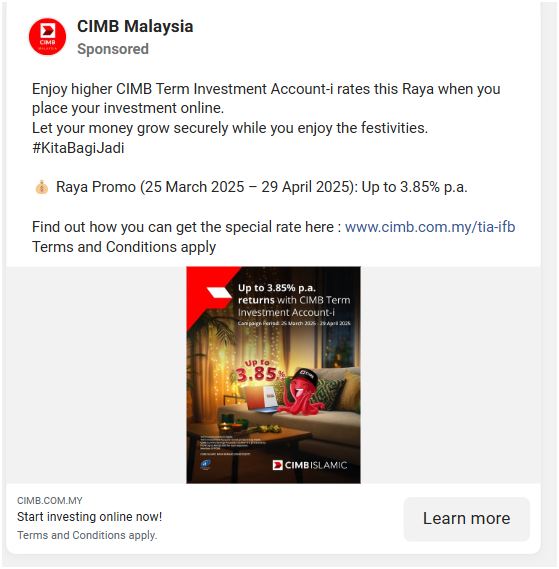 CIMB
MALAYSIA
CIMB Malaysia
Sponsored
Enjoy higher CIMB Term Investment Account-i rates this Raya when you
place your investment online.
Let your money grow securely while you enjoy the festivities.
#KitaBagiJadi
💰 Raya Promo (25 March 2025 – 29 April 2025): Up to 3.85% p.a.
Find out how you can get the special rate here : www.cimb.com.my/tia-ifb
Terms and Conditions apply
Up to 3.85% p.a.
returns with CIMB Term
Investment Account-i
Campaign Period: 25 March 2025 - 29 April 2025
Up to
3.85%
CIMB ISLAMIC
CIMB.COM.MY
Start investing online now!
Terms and Conditions apply.
Learn more